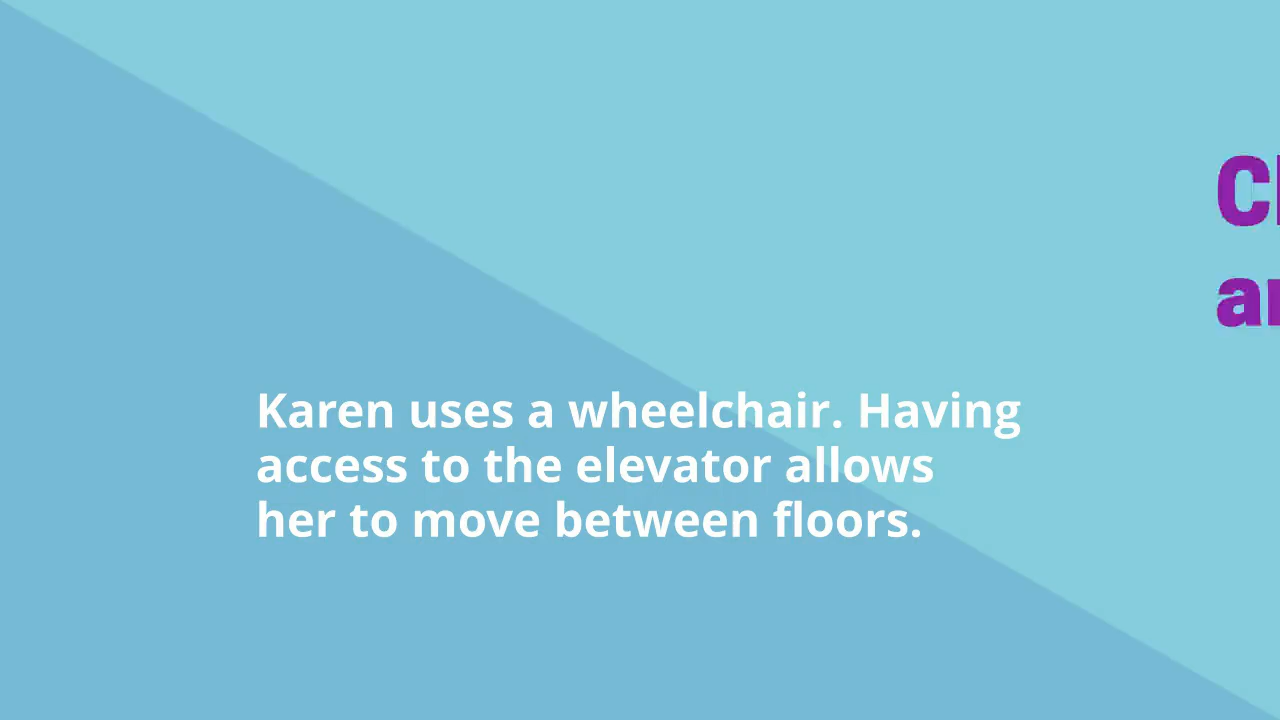 Karen uses a wheelchair. Having
access to the elevator allows
her to move between floors.